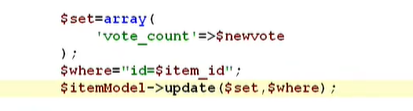 $set=array(
'vote_count'=>$newvote
);
$where="id=$item_id";
$itemModel->update($set,$where);